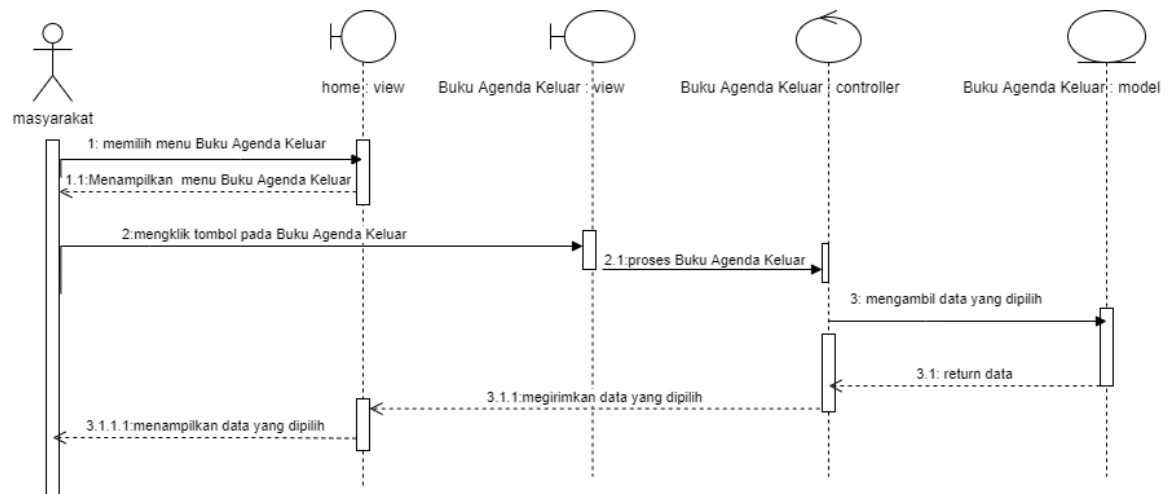 home : view
Buku Agenda Keluar : view
Buku Agenda Keluar : controller
Buku Agenda Keluar : model
masyarakat
1: memilih menu Buku Agenda Keluar
1.1:Menampilkan menu Buku Agenda Keluar
2:mengklik tombol pada Buku Agenda Keluar
2.1:proses Buku Agenda Keluar
3: mengambil data yang dipilih
3.1: return data
3.1.1:megirimkan data yang dipilih
3.1.1.1:menampilkan data yang dipilih